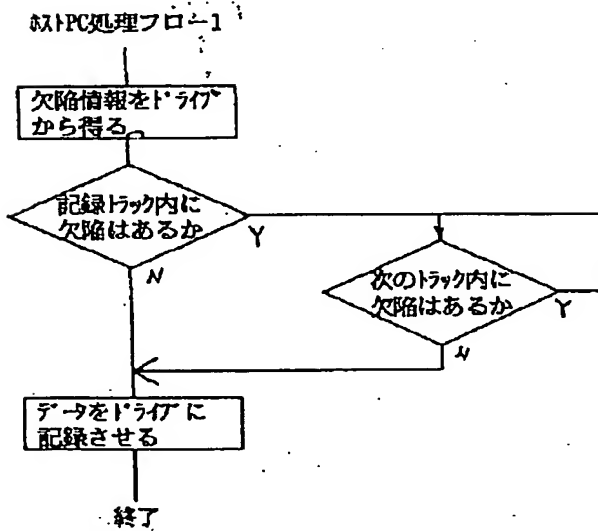 ホストPC処理フロー1
欠陥情報をドライブ
から得る
記録トラック内に
欠陥はあるか
Y
N
次のトラック内に
欠陥はあるか
Y
N
データをドライブに
記録させる
終了